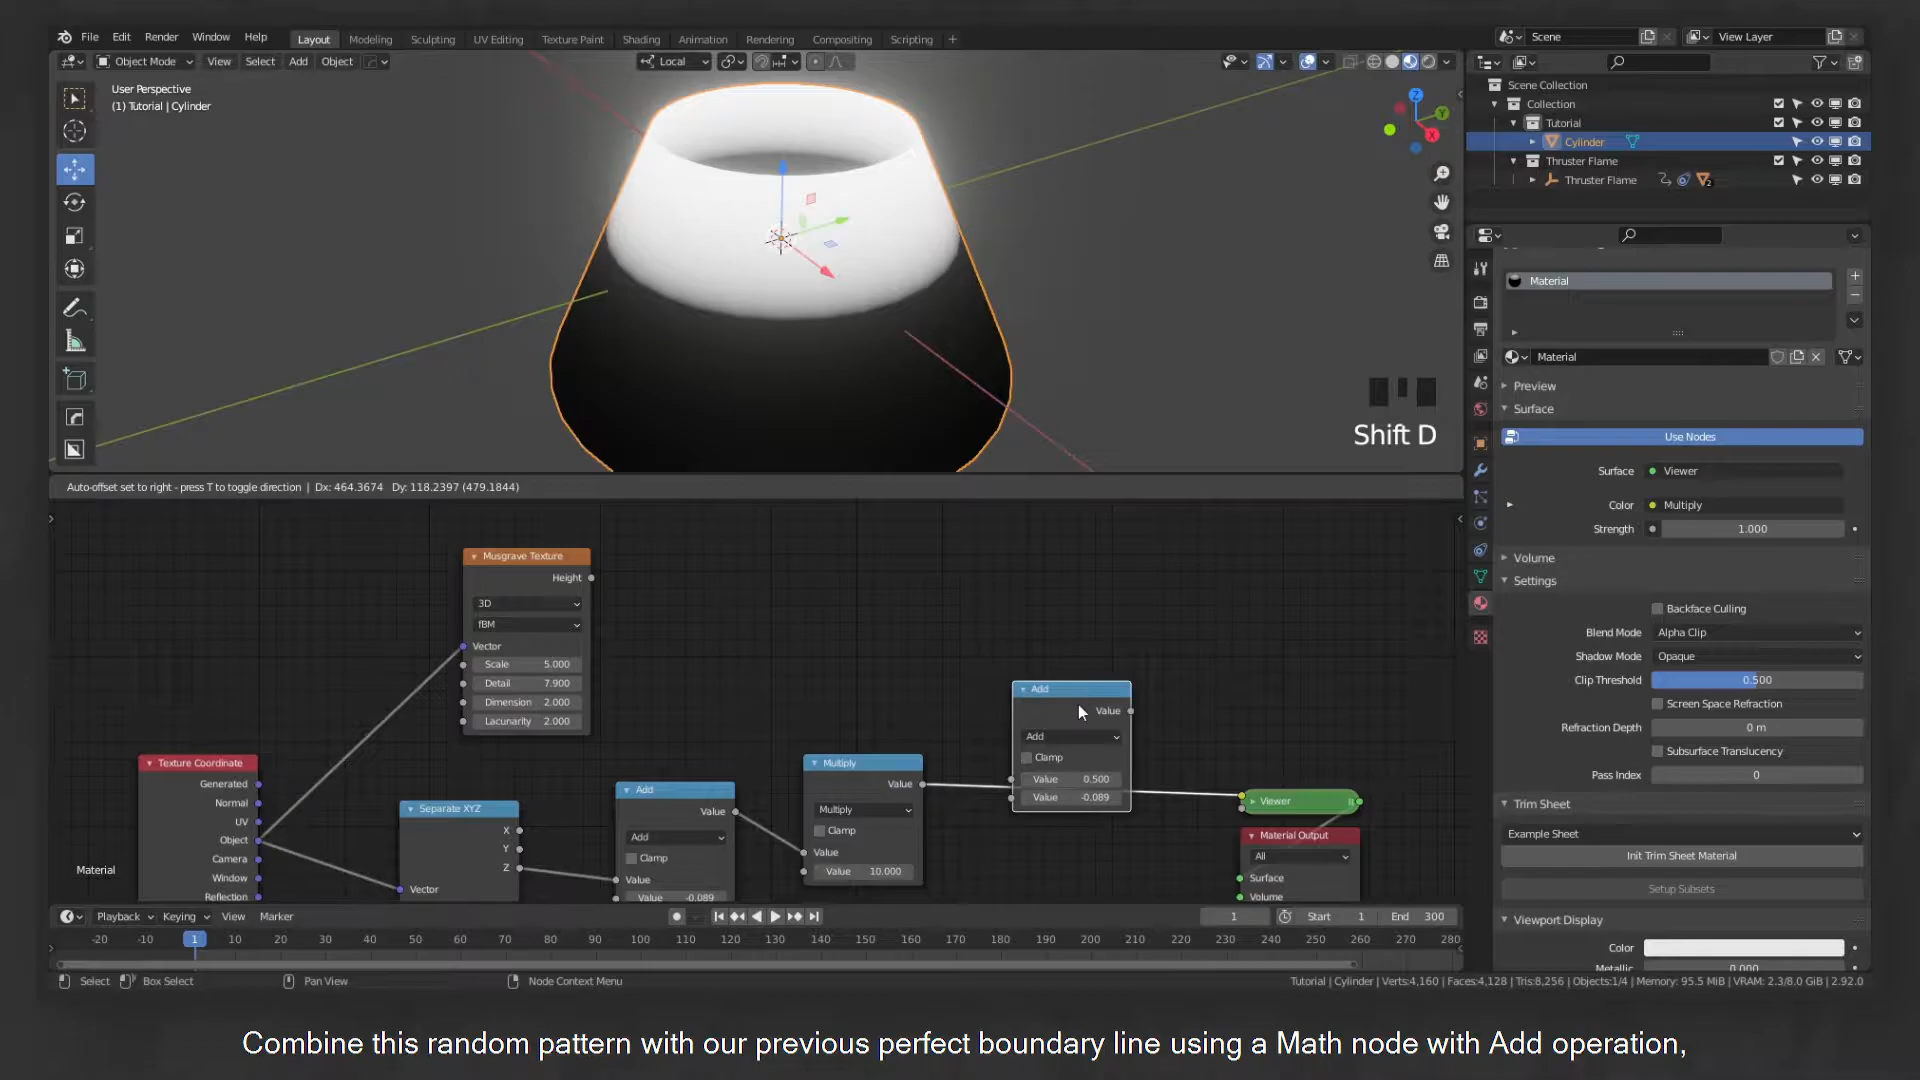 File Edit Render Window Help
Layout Modeling Sculpting UV Editing Texture Paint Shading Animation Rendering Compositing Scripting +
Scene
View Layer
Object Mode View Select Add Object
Local
User Perspective
(1) Tutorial | Cylinder
Z
Y
X
Shift D
Scene Collection
Collection
Tutorial
Cylinder
Thruster Flame
Thruster Flame
2
Material
Material
Preview
Surface
Use Nodes
Surface Viewer
Color Multiply
Strength 1.000
Volume
Settings
Backface Culling
Blend Mode Alpha Clip
Shadow Mode Opaque
Clip Threshold 0.500
Screen Space Refraction
Refraction Depth 0 m
Subsurface Translucency
Pass Index 0
Trim Sheet
Example Sheet
Init Trim Sheet Material
Setup Subsets
Viewport Display
Color
Metallic 0.000
Auto-offset set to right - press T to toggle direction | Dx: 464.3674 Dy: 118.2397 (479.1844)
Musgrave Texture
Height
3D
fBM
Vector
Scale 5.000
Detail 7.900
Dimension 2.000
Lacunarity 2.000
Texture Coordinate
Generated
Normal
UV
Object
Camera
Window
Reflection
Material
Separate XYZ
X
Y
Z
Vector
Add
Value
Add
Clamp
Value
Value -0.089
Multiply
Value
Multiply
Clamp
Value
Value 10.000
Add
Value
Add
Clamp
Value 0.500
Value -0.089
Viewer
Material Output
All
Surface
Volume
Playback Keying View Marker
1 Start 1 End 300
-20 -10 1 10 20 30 40 50 60 70 80 90 100 110 120 130 140 150 160 170 180 190 200 210 220 230 240 250 260 270 280
Select Box Select Pan View Node Context Menu
Tutorial | Cylinder | Verts:4,160 | Faces:4,128 | Tris:8,256 | Objects:1/4 | Memory: 95.5 MiB | VRAM: 2.3/8.0 GiB | 2.92.0
Combine this random pattern with our previous perfect boundary line using a Math node with Add operation,